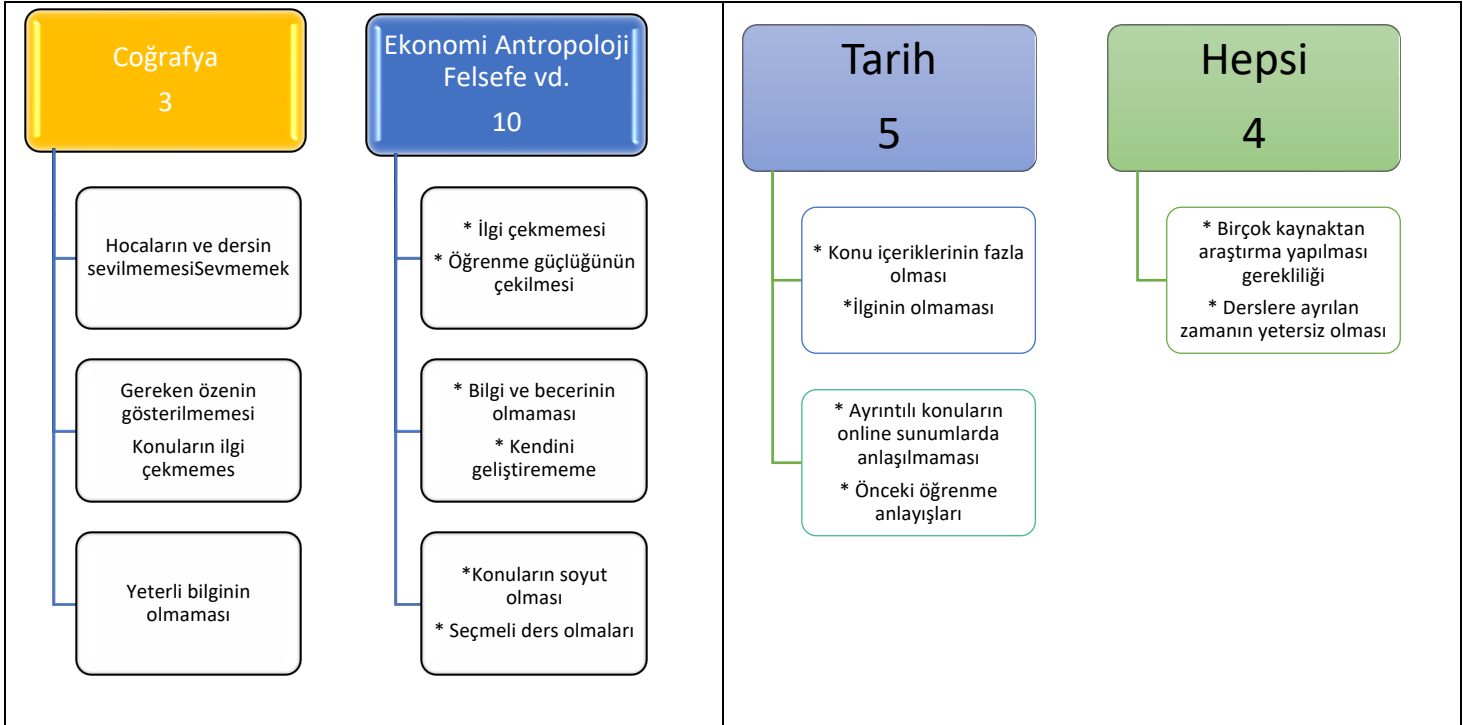 Coğrafya
3
Hocaların ve dersin
sevilmemesiSevmemek
Gereken özenin
gösterilmemesi
Konuların ilgi
çekmemes
Yeterli bilginin
olmaması
Ekonomi Antropoloji
Felsefe vd.
10
* İlgi çekmemesi
* Öğrenme güçlüğünün
çekilmesi
* Bilgi ve becerinin
olmaması
* Kendini
geliştirememe
*Konuların soyut
olması
* Seçmeli ders olmaları
Tarih
5
* Konu içeriklerinin fazla
olması
*İlginin olmaması
* Ayrıntılı konuların
online sunumlarda
anlaşılmaması
* Önceki öğrenme
anlayışları
Hepsi
4
* Birçok kaynaktan
araştırma yapılması
gerekliliği
* Derslere ayrılan
zamanın yetersiz olması